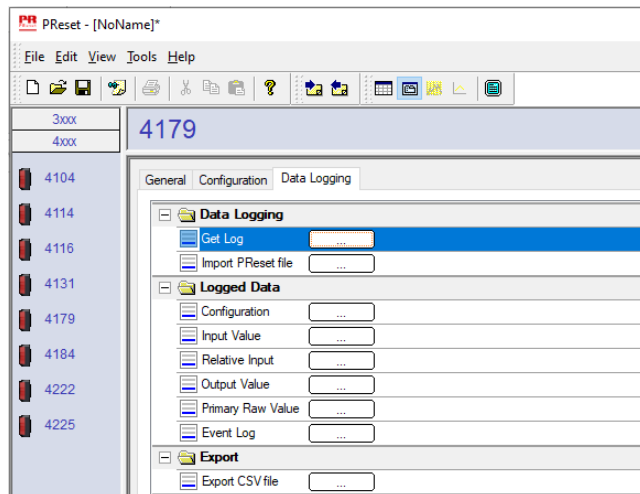 PR PReset - [NoName]*
File Edit View Tools Help
3xxx
4xxx
4179
4104
4114
4116
4131
4179
4184
4222
4225
General Configuration Data Logging
Data Logging
Get Log ...
Import PReset file ...
Logged Data
Configuration ...
Input Value ...
Relative Input ...
Output Value ...
Primary Raw Value ...
Event Log ...
Export
Export CSV file ...